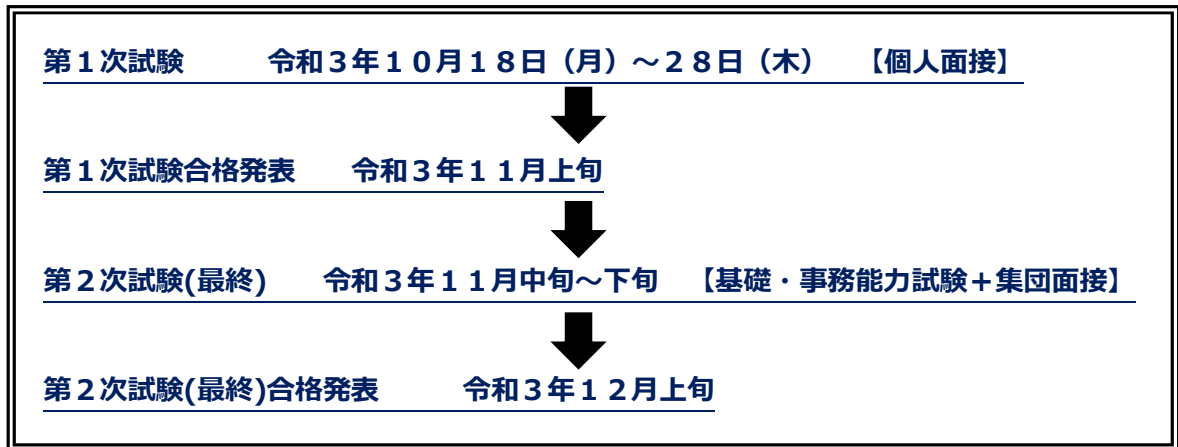 第１次試験　　　令和３年１０月１８日（月）～２８日（木）　【個人面接】
第１次試験合格発表　　令和３年１１月上旬
第２次試験(最終)　　令和３年１１月中旬～下旬　【基礎・事務能力試験＋集団面接】
第２次試験(最終)合格発表　　　令和３年１２月上旬